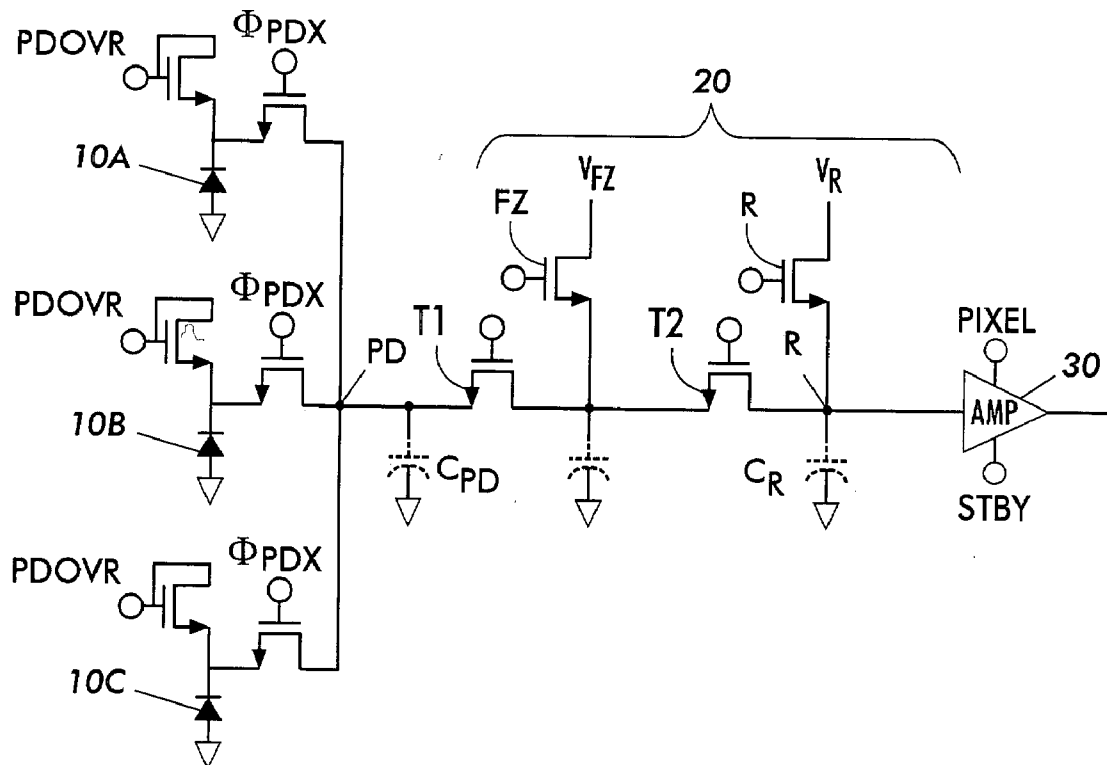 PDOVR
ΦPDX
10A
20
VFZ
VR
FZ
R
PDOVR
ΦPDX
PD
T1
T2
R
PIXEL
30
AMP
10B
CPD
CR
STBY
PDOVR
ΦPDX
10C